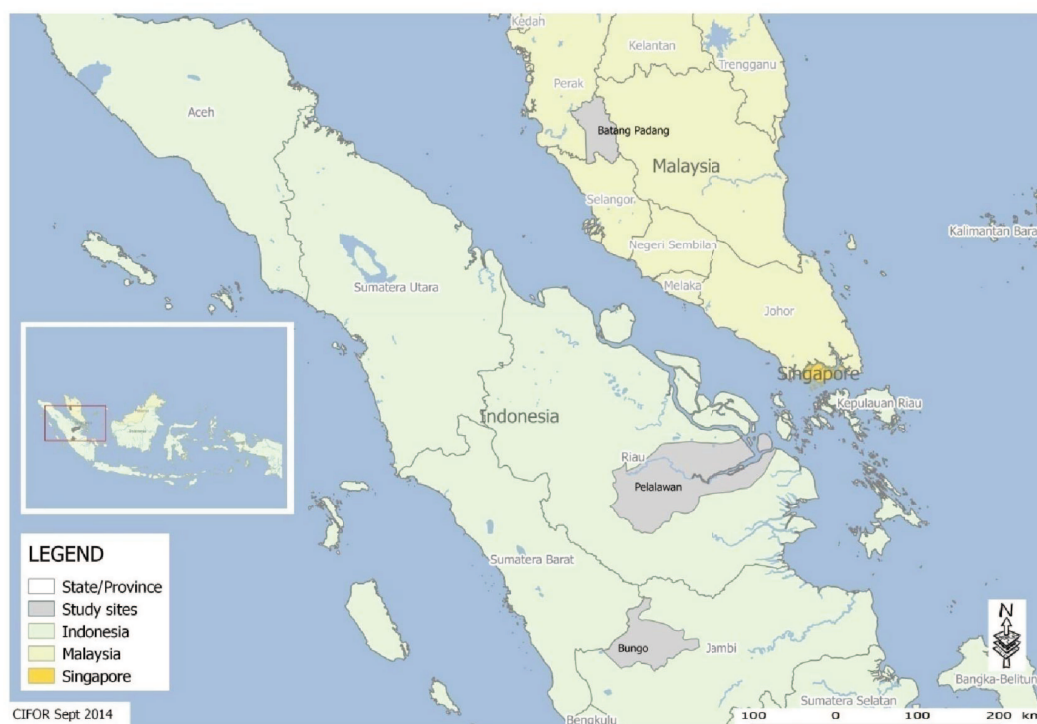 Kedah
Kelantan
Trengganu
Perak
Aceh
Batang Padang
Malaysia
Selangor
Kalimantan Bara
Negeri Sembilan
Sumatera Utara
Melaka
Johor
Singapore
Kepulauan Riau
Indonesia
Riau
Pelalawan
LEGEND
State/Province
Study sites
Indonesia
Malaysia
Singapore
Sumatera Barat
N
Bungo
Jambi
Bangka-Belitun
Sumatera Selatan
Bengkulu
CIFOR Sept 2014
100 0 100 200 km